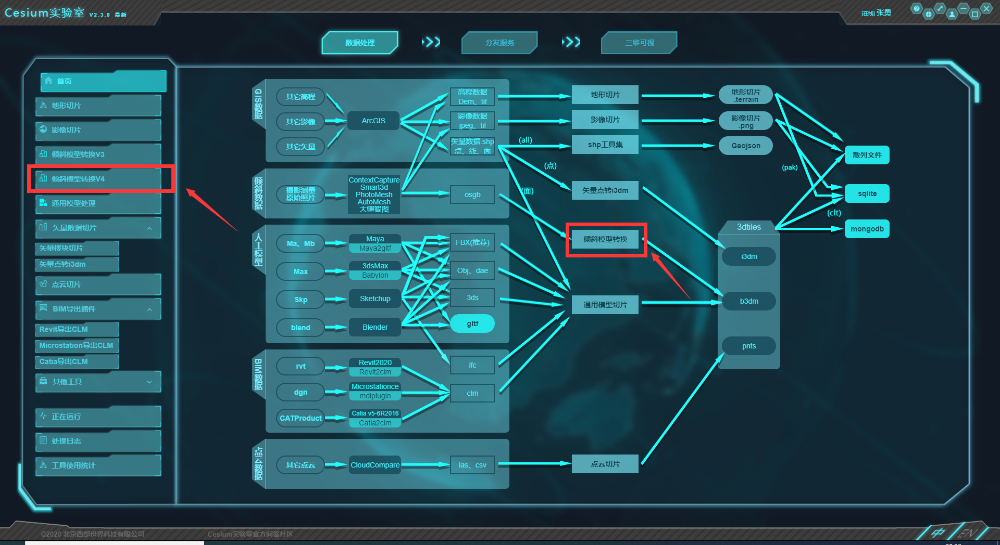 Cesium实验室 V2.3.8 最新
[在线] 张勇
数据处理
分发服务
三维可视
首页
地形切片
影像切片
倾斜模型转换V3
倾斜模型转换V4
通用模型处理
矢量数据切片
矢量楼块切片
矢量点转i3dm
点云切片
BIM导出插件
Revit导出CLM
Microstation导出CLM
Catia导出CLM
其他工具
正在运行
处理日志
工具使用统计
GIS数据
其它高程
其它影像
其它矢量
ArcGIS
高程数据
Dem、tif
影像数据
jpeg、tif
矢量数据.shp
点、线、面
(all)
(点)
(面)
地形切片
影像切片
shp工具集
矢量点转i3dm
地形切片
.terrain
影像切片
.png
Geojson
散列文件
(pak)
sqlite
(clt)
mongodb
倾斜数据
摄影测量
原始照片
ContextCapture
Smart3d
PhotoMesh
AutoMesh
大疆智图
osgb
倾斜模型转换
3dtiles
i3dm
b3dm
pnts
人工模型
Ma、Mb
Max
Skp
blend
Maya
Maya2gltf
3dsMax
Babylon
Sketchup
Blender
FBX(推荐)
Obj、dae
3ds
gltf
通用模型切片
BIM数据
rvt
dgn
CATProduct
Revit2020
Revit2clm
Microstationce
mdlplugin
Catia v5-6R2016
Catia2clm
ifc
clm
点云数据
其它点云
CloudCompare
las、csv
点云切片
©2020 北京西部世界科技有限公司
Cesium实验室官方问答社区
中
EN